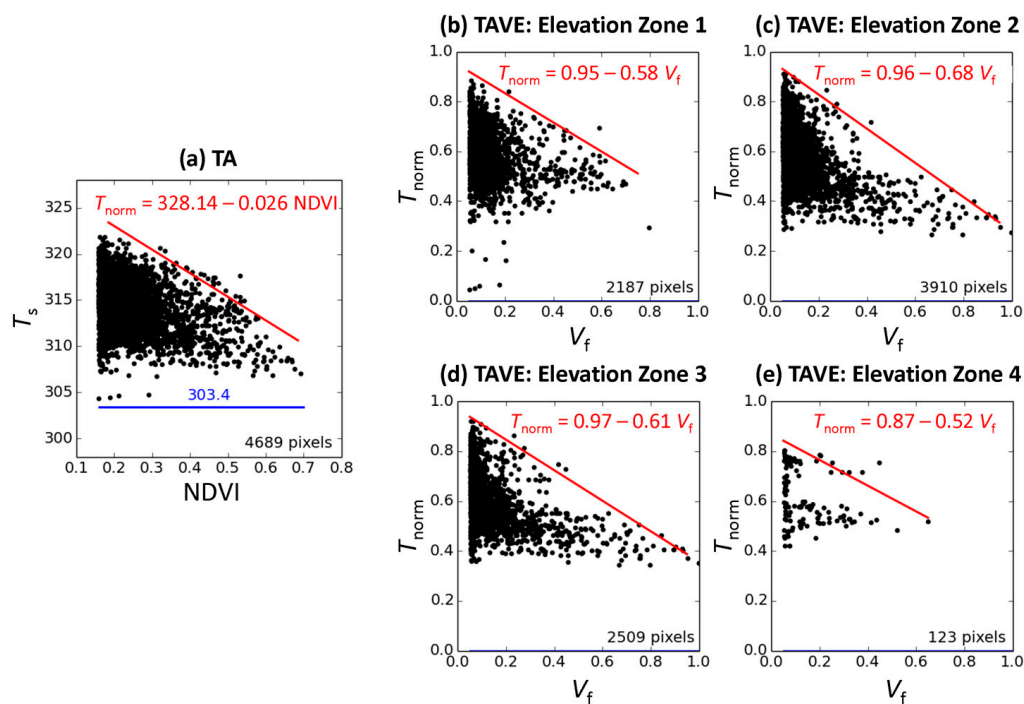 (a) TA
T_norm = 328.14 − 0.026 NDVI
325
320
315
310
305
300
T_s
303.4
4689 pixels
0.1 0.2 0.3 0.4 0.5 0.6 0.7 0.8
NDVI
(b) TAVE: Elevation Zone 1
T_norm = 0.95 − 0.58 V_f
1.0
0.8
0.6
0.4
0.2
0.0
T_norm
2187 pixels
0.0 0.2 0.4 0.6 0.8 1.0
V_f
(c) TAVE: Elevation Zone 2
T_norm = 0.96 − 0.68 V_f
1.0
0.8
0.6
0.4
0.2
0.0
T_norm
3910 pixels
0.0 0.2 0.4 0.6 0.8 1.0
V_f
(d) TAVE: Elevation Zone 3
T_norm = 0.97 − 0.61 V_f
1.0
0.8
0.6
0.4
0.2
0.0
T_norm
2509 pixels
0.0 0.2 0.4 0.6 0.8 1.0
V_f
(e) TAVE: Elevation Zone 4
T_norm = 0.87 − 0.52 V_f
1.0
0.8
0.6
0.4
0.2
0.0
T_norm
123 pixels
0.0 0.2 0.4 0.6 0.8 1.0
V_f